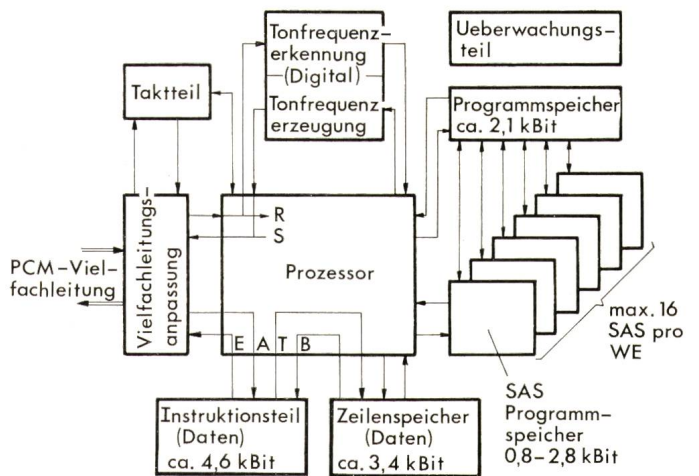 Tonfrequenz-
erkennung
(Digital)
Tonfrequenz
erzeugung
Ueberwachungs-
teil
Taktteil
Programmspeicher
ca. 2,1 kBit
Vielfachleitungs-
anpassung
R
S
Prozessor
PCM-Viel-
fachleitung
E A T B
max. 16
SAS pro
WE
SAS
Programm-
speicher
0,8–2,8 kBit
Instruktionsteil
(Daten)
ca. 4,6 kBit
Zeilenspeicher
(Daten)
ca. 3,4 kBit